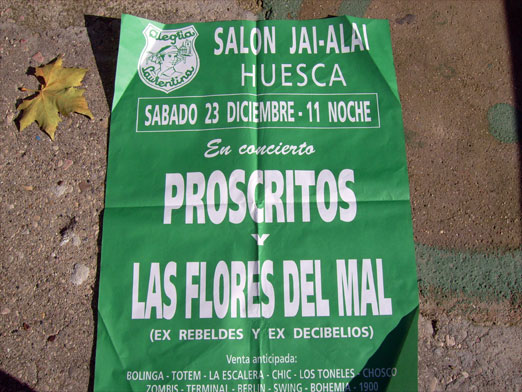 Alegria
Laurentina
SALON JAI-ALAI
HUESCA
SABADO 23 DICIEMBRE - 11 NOCHE
En concierto
PROSCRITOS
Y
LAS FLORES DEL MAL
(EX REBELDES Y EX DECIBELIOS)
Venta anticipada:
BOLINGA - TOTEM - LA ESCALERA - CHIC - LOS TONELES - CHOSCO
ZOMBIS - TERMINAL - BERLIN - SWING - BOHEMIA - 1900